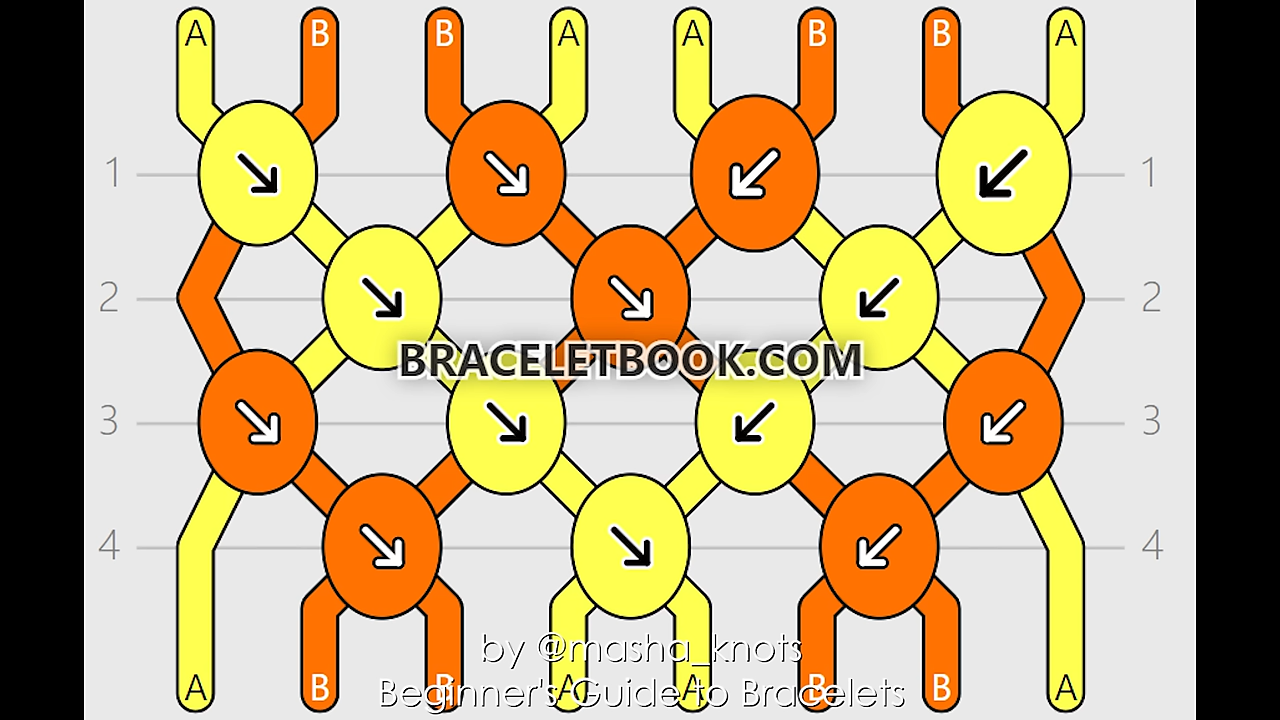 A B B A A B B A
1 1
2 2
BRACELETBOOK.COM
3 3
4 4
by @masha_knots
A B B A A B B A
Beginner's Guide to Bracelets